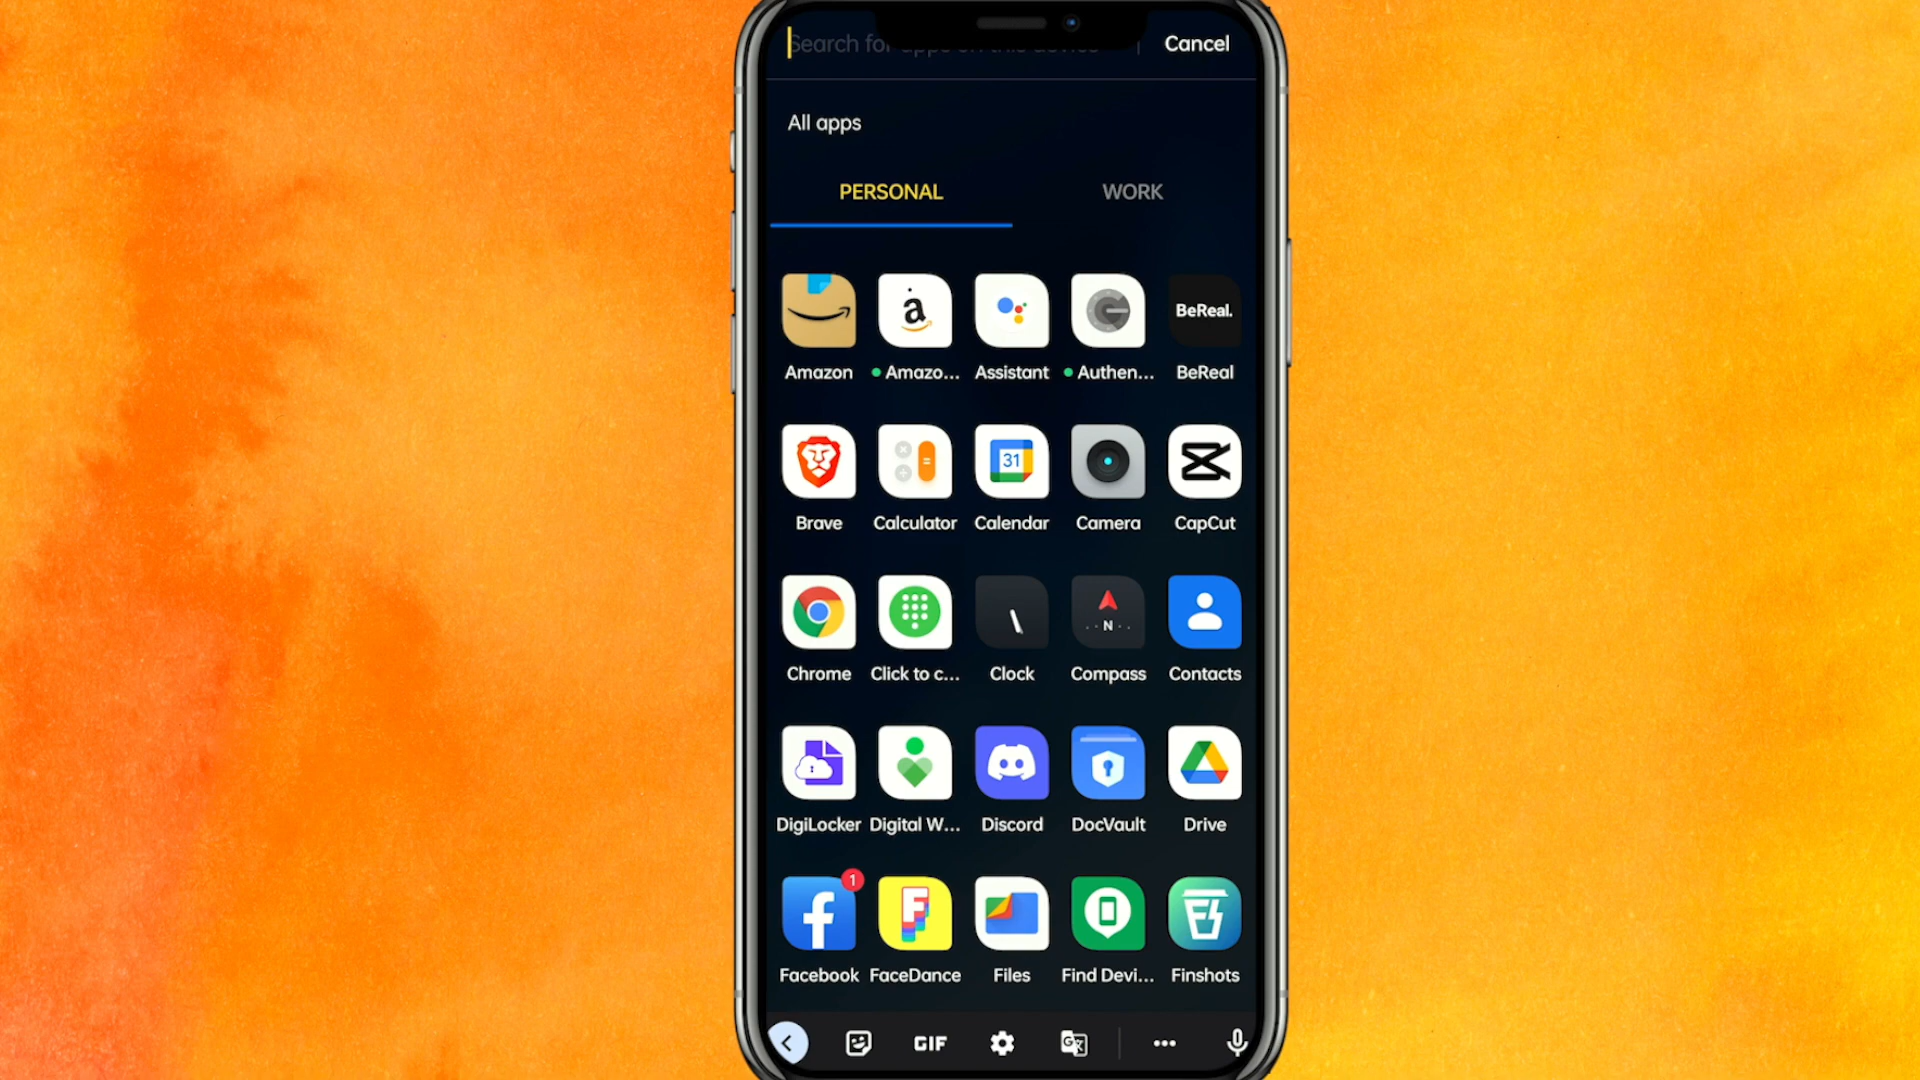 Search for apps on this device
Cancel
All apps
PERSONAL WORK
BeReal.
Amazon Amazo... Assistant Authen... BeReal
31
Brave Calculator Calendar Camera CapCut
N
Chrome Click to c... Clock Compass Contacts
DigiLocker Digital W... Discord DocVault Drive
1
Facebook FaceDance Files Find Devi... Finshots
GIF